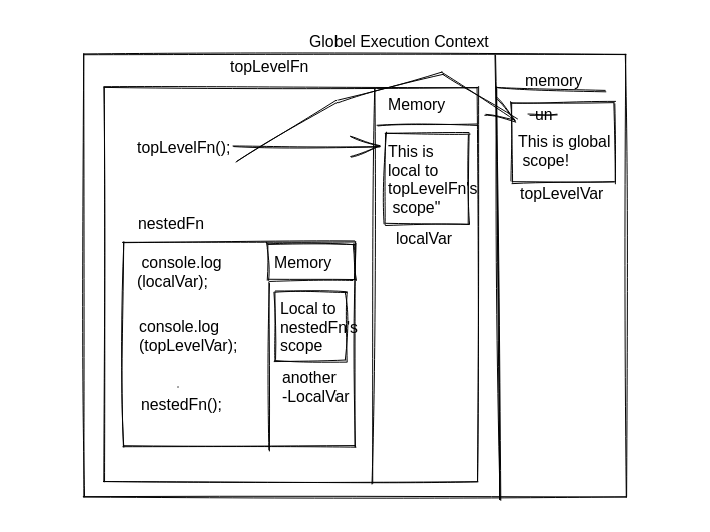 Globel Execution Context
topLevelFn
memory
Memory
un
This is global
scope!
topLevelVar
topLevelFn();
This is
local to
topLevelFn's
scope"
localVar
nestedFn
console.log
(localVar);
Memory
console.log
(topLevelVar);
Local to
nestedFn's
scope
another
-LocalVar
nestedFn();